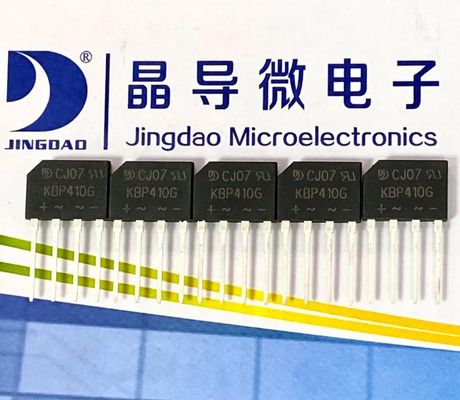 ®
JINGDAO
晶导微电子
Jingdao Microelectronics
CJ07
KBP410G
+ ~ ~ -
CJ07
KBP410G
+ ~ ~ -
CJ07
KBP410G
+ ~ ~ -
CJ07
KBP410G
+ ~ ~ -
CJ07
KBP410G
+ ~ ~ -